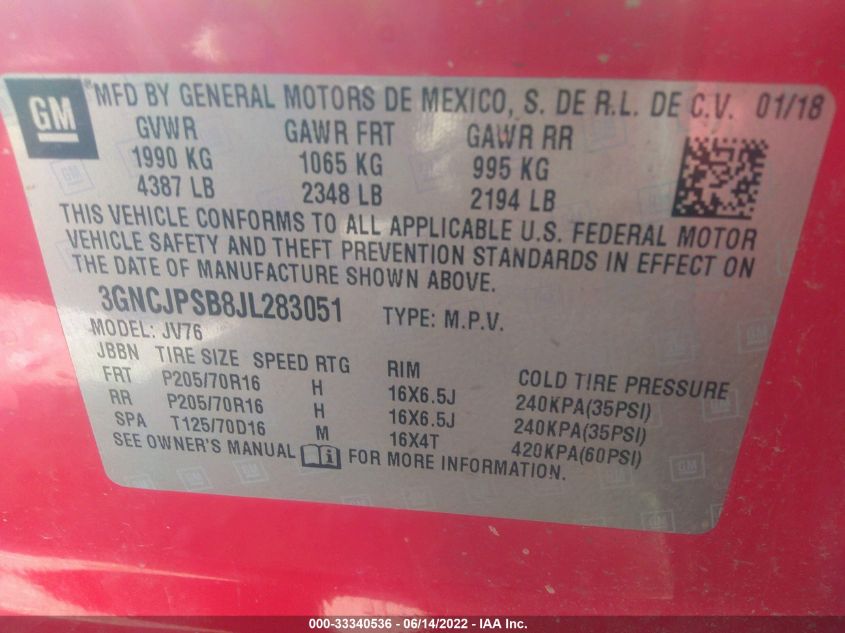 GM
® MFD BY GENERAL MOTORS DE MEXICO, S. DE R.L. DE C.V. 01/18
GVWR GAWR FRT GAWR RR
1990 KG 1065 KG 995 KG
4387 LB 2348 LB 2194 LB
THIS VEHICLE CONFORMS TO ALL APPLICABLE U.S. FEDERAL MOTOR
VEHICLE SAFETY AND THEFT PREVENTION STANDARDS IN EFFECT ON
THE DATE OF MANUFACTURE SHOWN ABOVE.
3GNCJPSB8JL283051 TYPE: M.P.V.
MODEL: JV76
JBBN TIRE SIZE SPEED RTG RIM COLD TIRE PRESSURE
FRT P205/70R16 H 16X6.5J 240KPA(35PSI)
RR P205/70R16 H 16X6.5J 240KPA(35PSI)
SPA T125/70D16 M 16X4T 420KPA(60PSI)
SEE OWNER'S MANUAL FOR MORE INFORMATION.
000-33340536 - 06/14/2022 - IAA Inc.